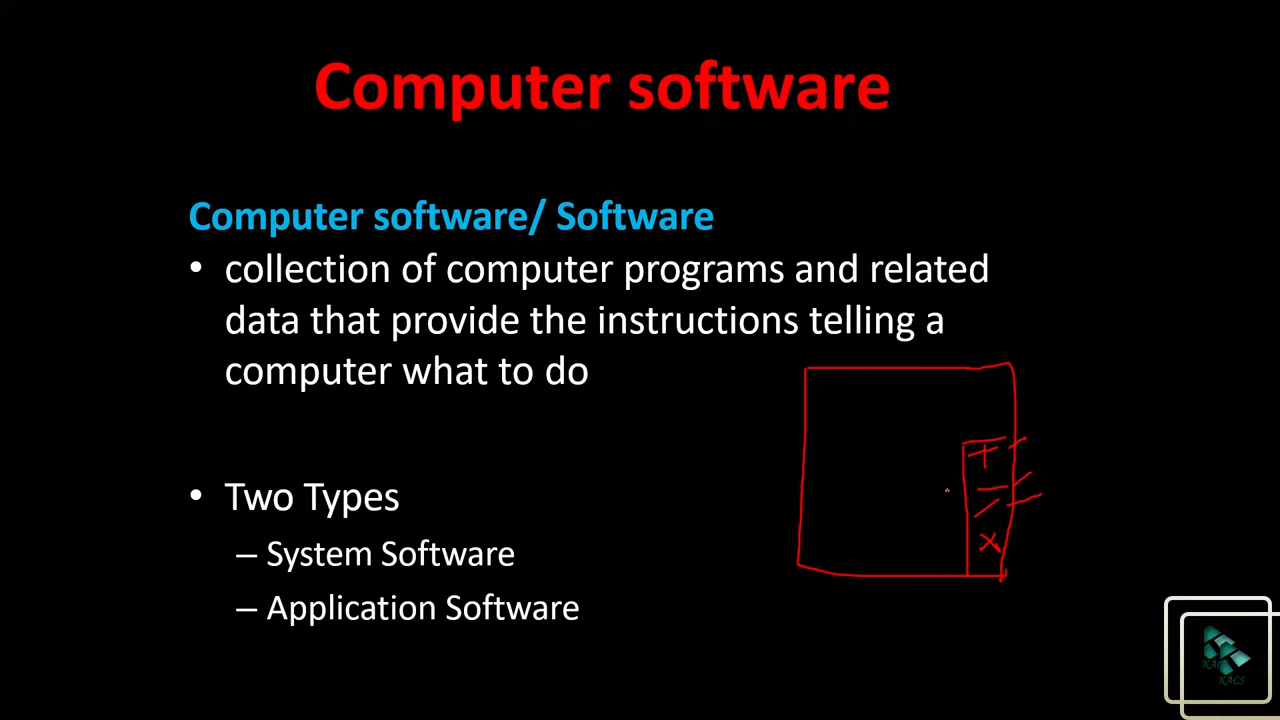 Computer software
Computer software/ Software
• collection of computer programs and related
data that provide the instructions telling a
computer what to do
• Two Types
– System Software
– Application Software
+
–
/
x
KACS